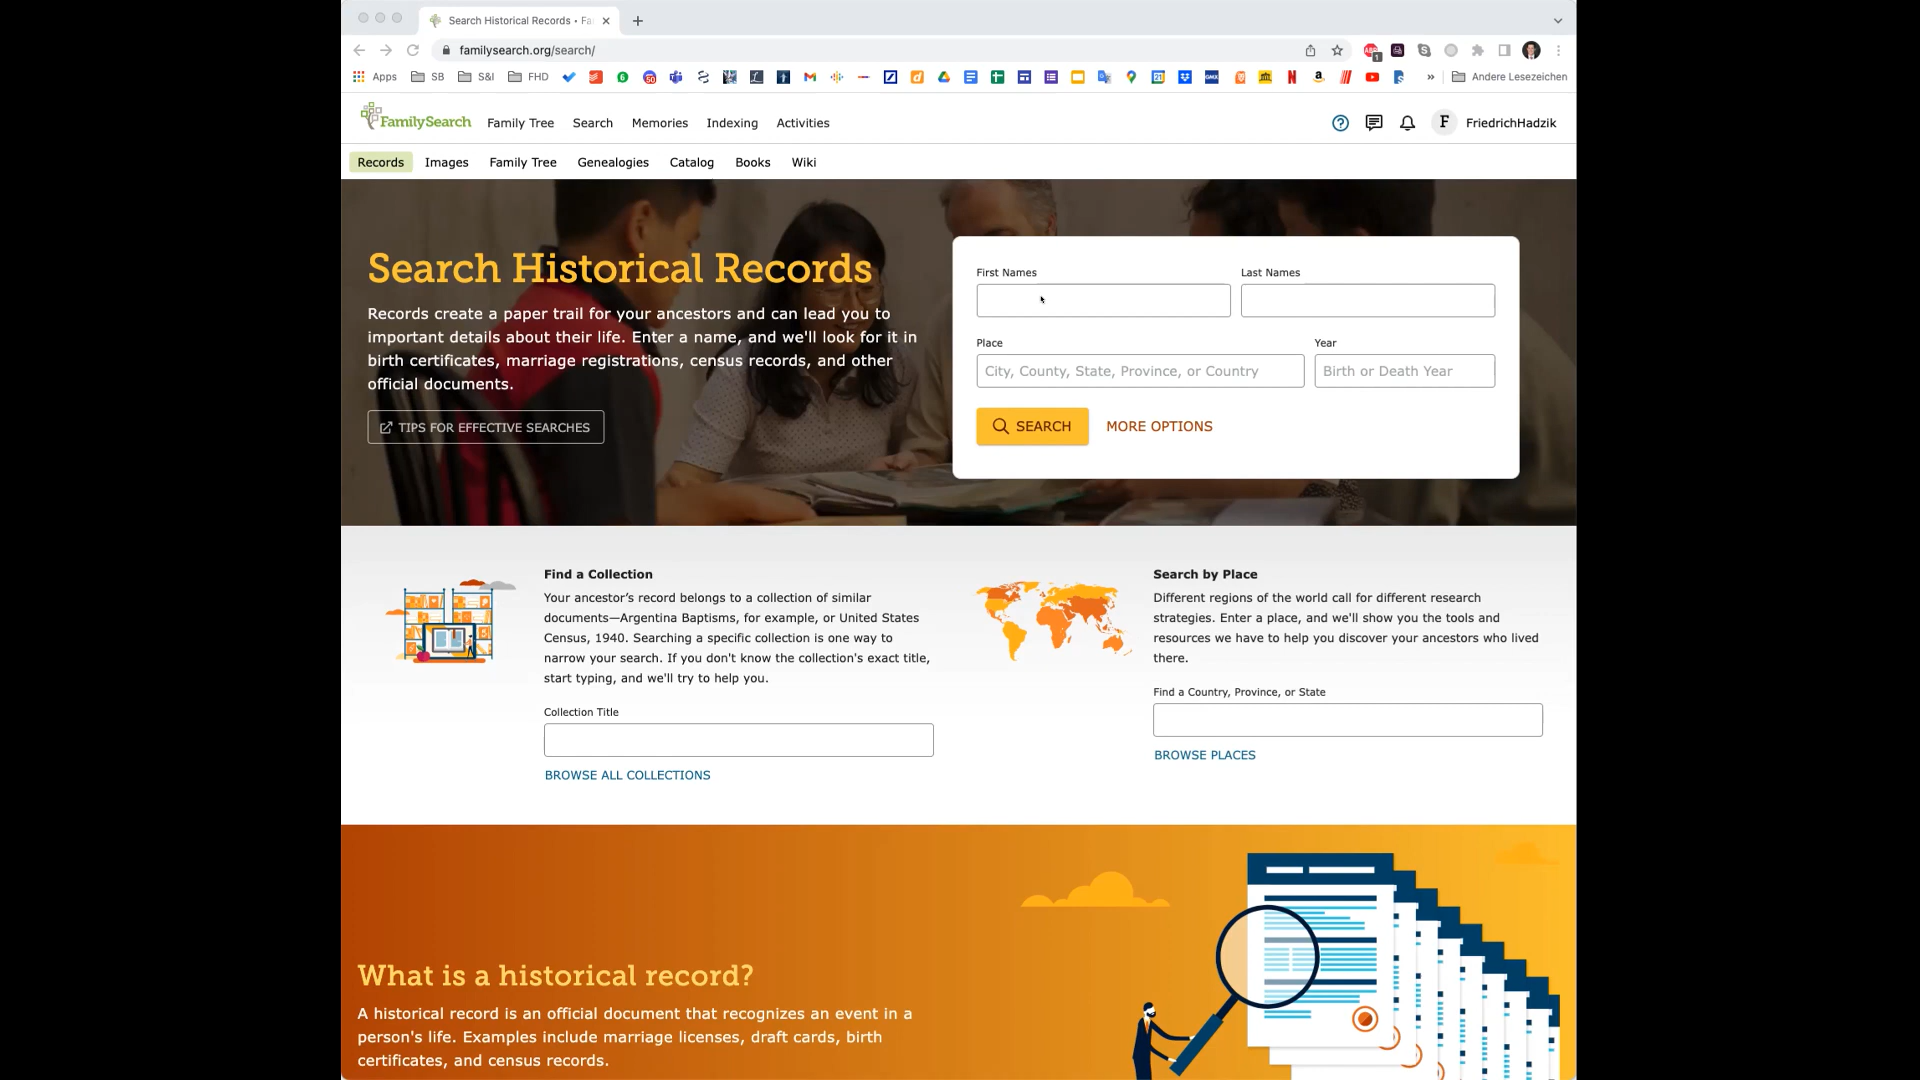 Search Historical Records • Fa
familysearch.org/search/
Apps SB S&I FHD Andere Lesezeichen
FamilySearch Family Tree Search Memories Indexing Activities F FriedrichHadzik
Records Images Family Tree Genealogies Catalog Books Wiki
Search Historical Records
Records create a paper trail for your ancestors and can lead you to
important details about their life. Enter a name, and we'll look for it in
birth certificates, marriage registrations, census records, and other
official documents.
TIPS FOR EFFECTIVE SEARCHES
First Names Last Names
Place Year
City, County, State, Province, or Country Birth or Death Year
SEARCH MORE OPTIONS
Find a Collection
Your ancestor's record belongs to a collection of similar
documents—Argentina Baptisms, for example, or United States
Census, 1940. Searching a specific collection is one way to
narrow your search. If you don't know the collection's exact title,
start typing, and we'll try to help you.
Collection Title
BROWSE ALL COLLECTIONS
Search by Place
Different regions of the world call for different research
strategies. Enter a place, and we'll show you the tools and
resources we have to help you discover your ancestors who lived
there.
Find a Country, Province, or State
BROWSE PLACES
What is a historical record?
A historical record is an official document that recognizes an event in a
person's life. Examples include marriage licenses, draft cards, birth
certificates, and census records.